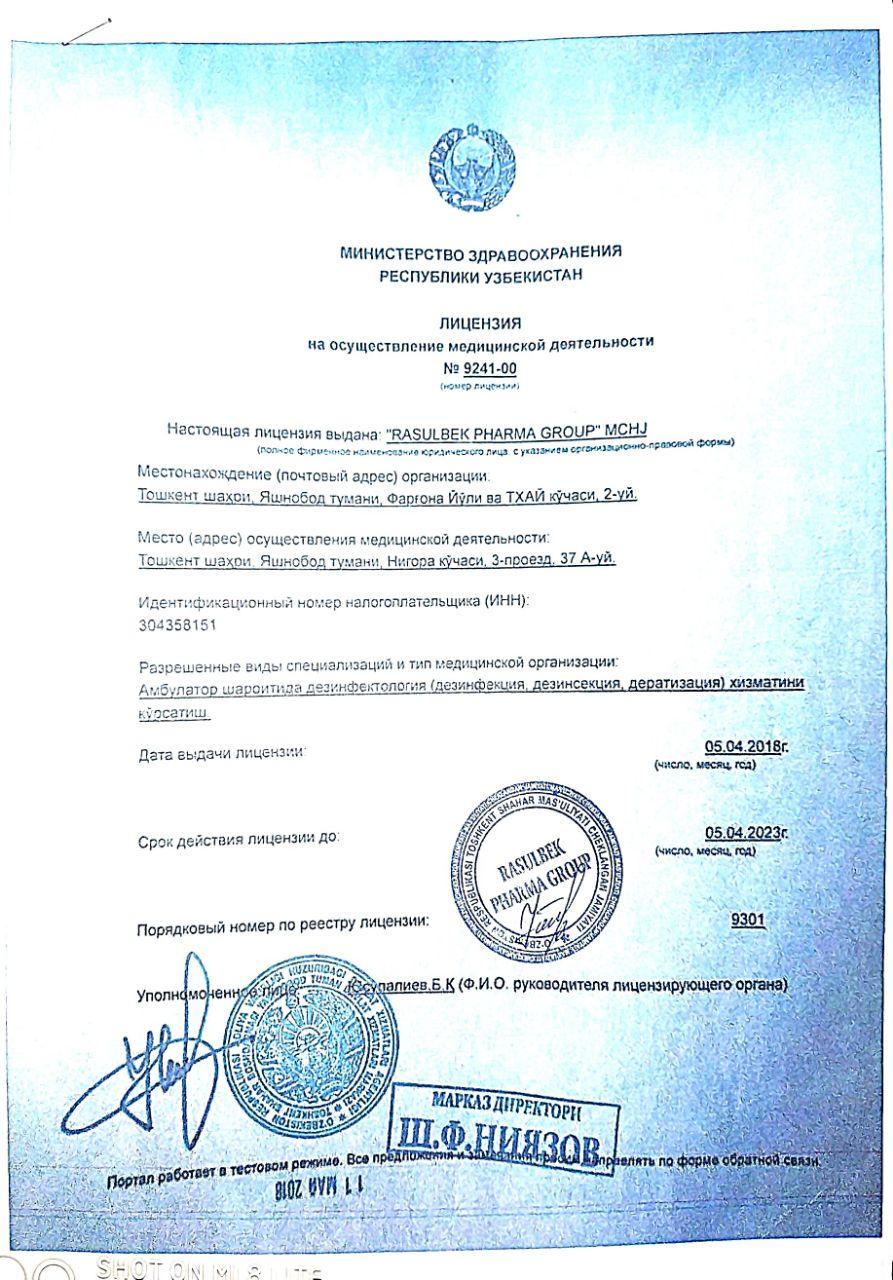 МИНИСТЕРСТВО ЗДРАВООХРАНЕНИЯ
РЕСПУБЛИКИ УЗБЕКИСТАН
ЛИЦЕНЗИЯ
на осуществление медицинской деятельности
№ 9241-00
(номер лицензии)
Настоящая лицензия выдана: "RASULBEK PHARMA GROUP" MCHJ
(полное фирменное наименование юридического лица с указанием организационно-правовой формы)
Местонахождение (почтовый адрес) организации:
Тошкент шаҳри, Яшнобод тумани, Фарғона Йўли ва ТХАЙ кўчаси, 2-уй.
Место (адрес) осуществления медицинской деятельности:
Тошкент шаҳри, Яшнобод тумани, Нигора кўчаси, 3-проезд, 37 А-уй.
Идентификационный номер налогоплательщика (ИНН):
304358151
Разрешенные виды специализаций и тип медицинской организации:
Амбулатор шароитида дезинфектология (дезинфекция, дезинсекция, дератизация) хизматини
кўрсатиш.
Дата выдачи лицензии:
05.04.2018г.
(число, месяц, год)
Срок действия лицензии до:
05.04.2023г.
(число, месяц, год)
RESPUBLIKASI TOSHKENT SHAHAR MAS'ULIYATI CHEKLANGAN JAMIYATI
RASULBEK
PHARMA GROUP
Порядковый номер по реестру лицензии:
9301
Уполномоченное лицо Юсупалиев.Б.К (Ф.И.О. руководителя лицензирующего органа)
МАРКАЗ ДИРЕКТОРИ
Ш.Ф.НИЯЗОВ
Портал работает в тестовом режиме. Все предложения и замечания направлять по форме обратной связи.
11 МАЙ 2018
SHOT ON MI 8 LITE